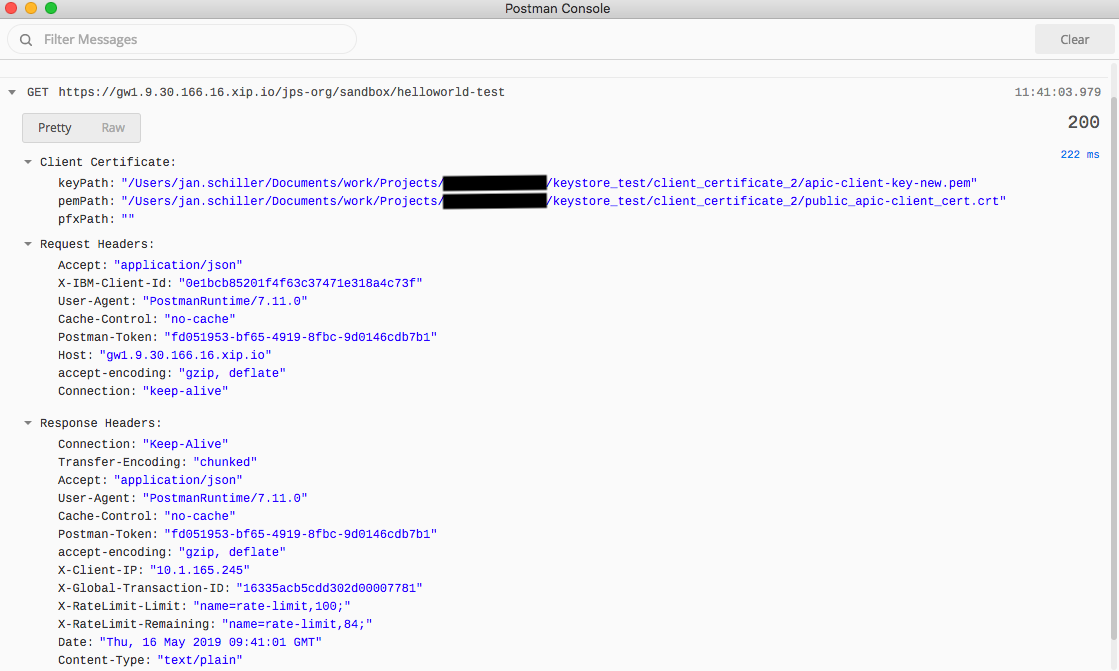 Postman Console
Filter Messages
Clear
GET https://gw1.9.30.166.16.xip.io/jps-org/sandbox/helloworld-test 11:41:03.979
Pretty Raw 200
222 ms
Client Certificate:
keyPath: "/Users/jan.schiller/Documents/work/Projects/ /keystore_test/client_certificate_2/apic-client-key-new.pem"
pemPath: "/Users/jan.schiller/Documents/work/Projects/ /keystore_test/client_certificate_2/public_apic-client_cert.crt"
pfxPath: ""
Request Headers:
Accept: "application/json"
X-IBM-Client-Id: "0e1bcb85201f4f63c37471e318a4c73f"
User-Agent: "PostmanRuntime/7.11.0"
Cache-Control: "no-cache"
Postman-Token: "fd051953-bf65-4919-8fbc-9d0146cdb7b1"
Host: "gw1.9.30.166.16.xip.io"
accept-encoding: "gzip, deflate"
Connection: "keep-alive"
Response Headers:
Connection: "Keep-Alive"
Transfer-Encoding: "chunked"
Accept: "application/json"
User-Agent: "PostmanRuntime/7.11.0"
Cache-Control: "no-cache"
Postman-Token: "fd051953-bf65-4919-8fbc-9d0146cdb7b1"
accept-encoding: "gzip, deflate"
X-Client-IP: "10.1.165.245"
X-Global-Transaction-ID: "16335acb5cdd302d00007781"
X-RateLimit-Limit: "name=rate-limit,100;"
X-RateLimit-Remaining: "name=rate-limit,84;"
Date: "Thu, 16 May 2019 09:41:01 GMT"
Content-Type: "text/plain"